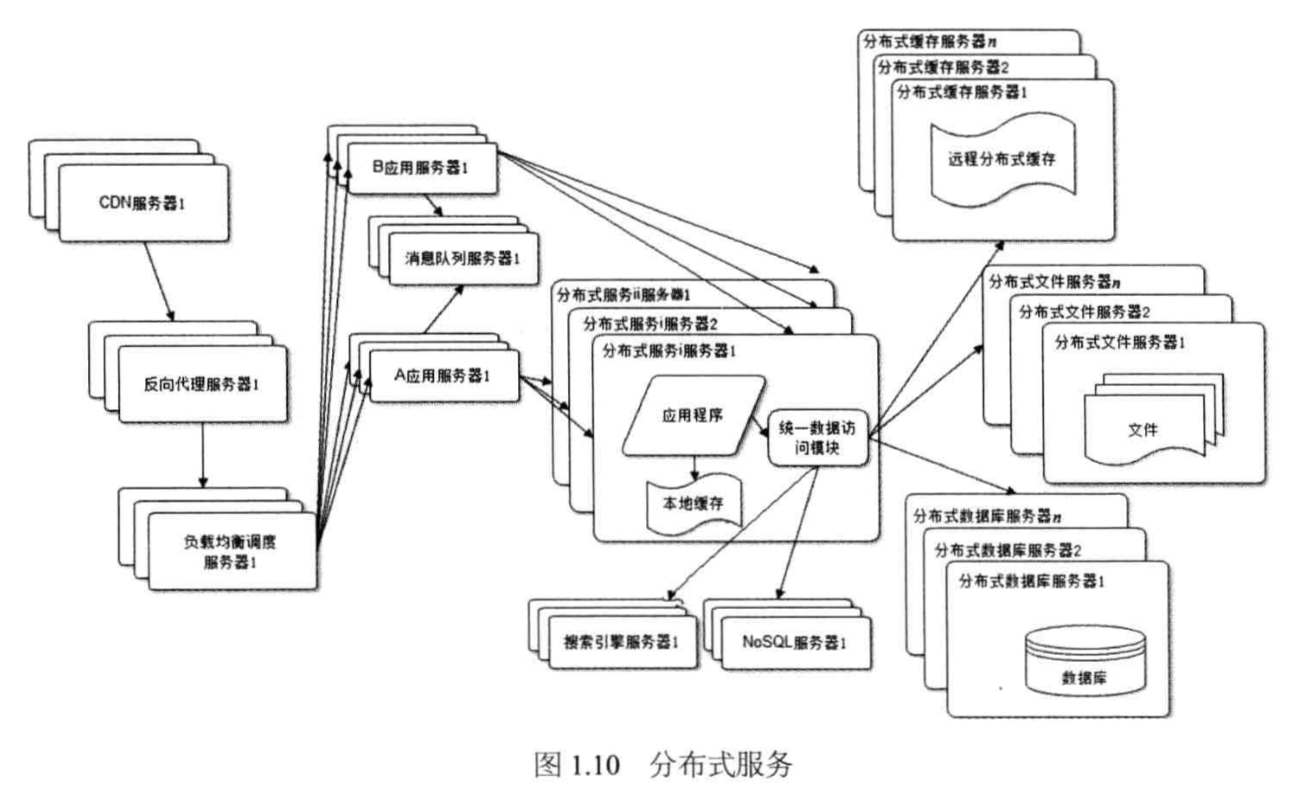 分布式缓存服务器n
分布式缓存服务器2
分布式缓存服务器1
远程分布式缓存
B应用服务器1
CDN服务器1
消息队列服务器1
分布式服务ii服务器1
分布式服务i服务器2
分布式服务i服务器1
分布式文件服务器n
分布式文件服务器2
分布式文件服务器1
反向代理服务器1
A应用服务器1
应用程序
统一数据访
问模块
文件
本地缓存
负载均衡调度
服务器1
分布式数据库服务器n
分布式数据库服务器2
分布式数据库服务器1
搜索引擎服务器1
NoSQL服务器1
数据库
图 1.10 分布式服务